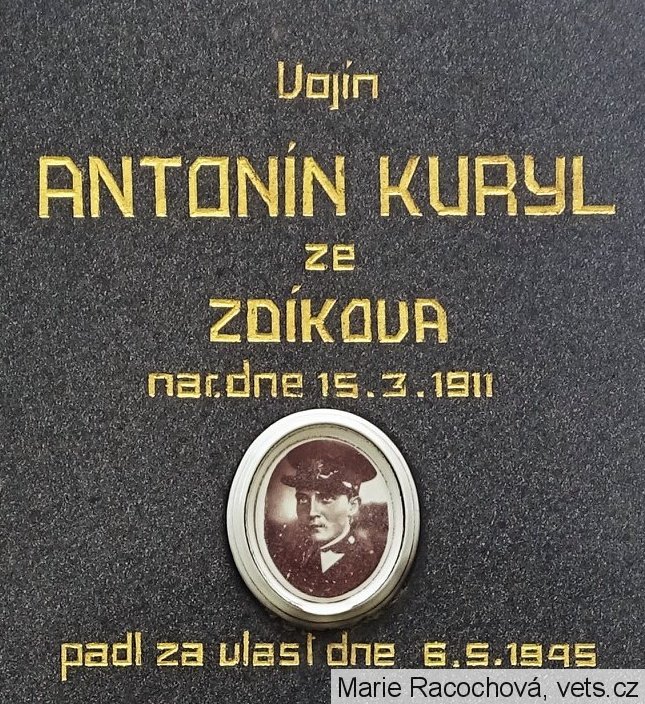 Vojín
ANTONÍN KURYL
ze
ZDÍKOVA
nar. dne 15.3.1911
padl za vlast dne 6.5.1945
Marie Racochová, vets.cz